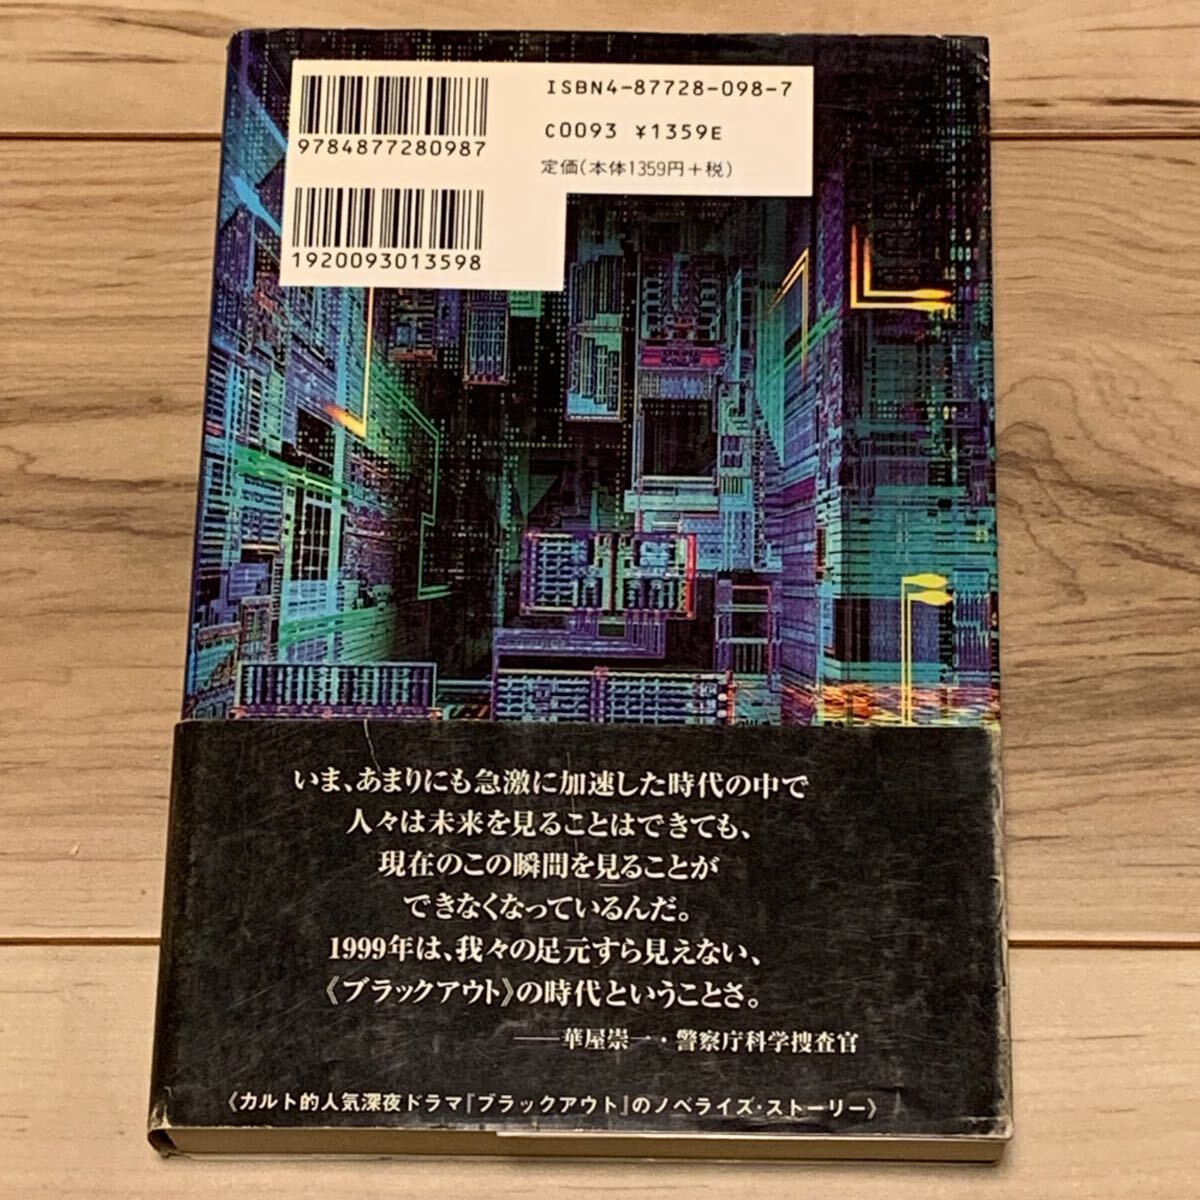 9784877280987
1920093013598
ISBN4-87728-098-7
C0093 ¥1359E
定価(本体1359円+税)
いま、あまりにも急激に加速した時代の中で
人々は未来を見ることはできても、
現在のこの瞬間を見ることが
できなくなっているんだ。
1999年は、我々の足元すら見えない、
《ブラックアウト》の時代ということさ。
──華屋崇一・警察庁科学捜査官
《カルト的人気深夜ドラマ『ブラックアウト』のノベライズ・ストーリー》